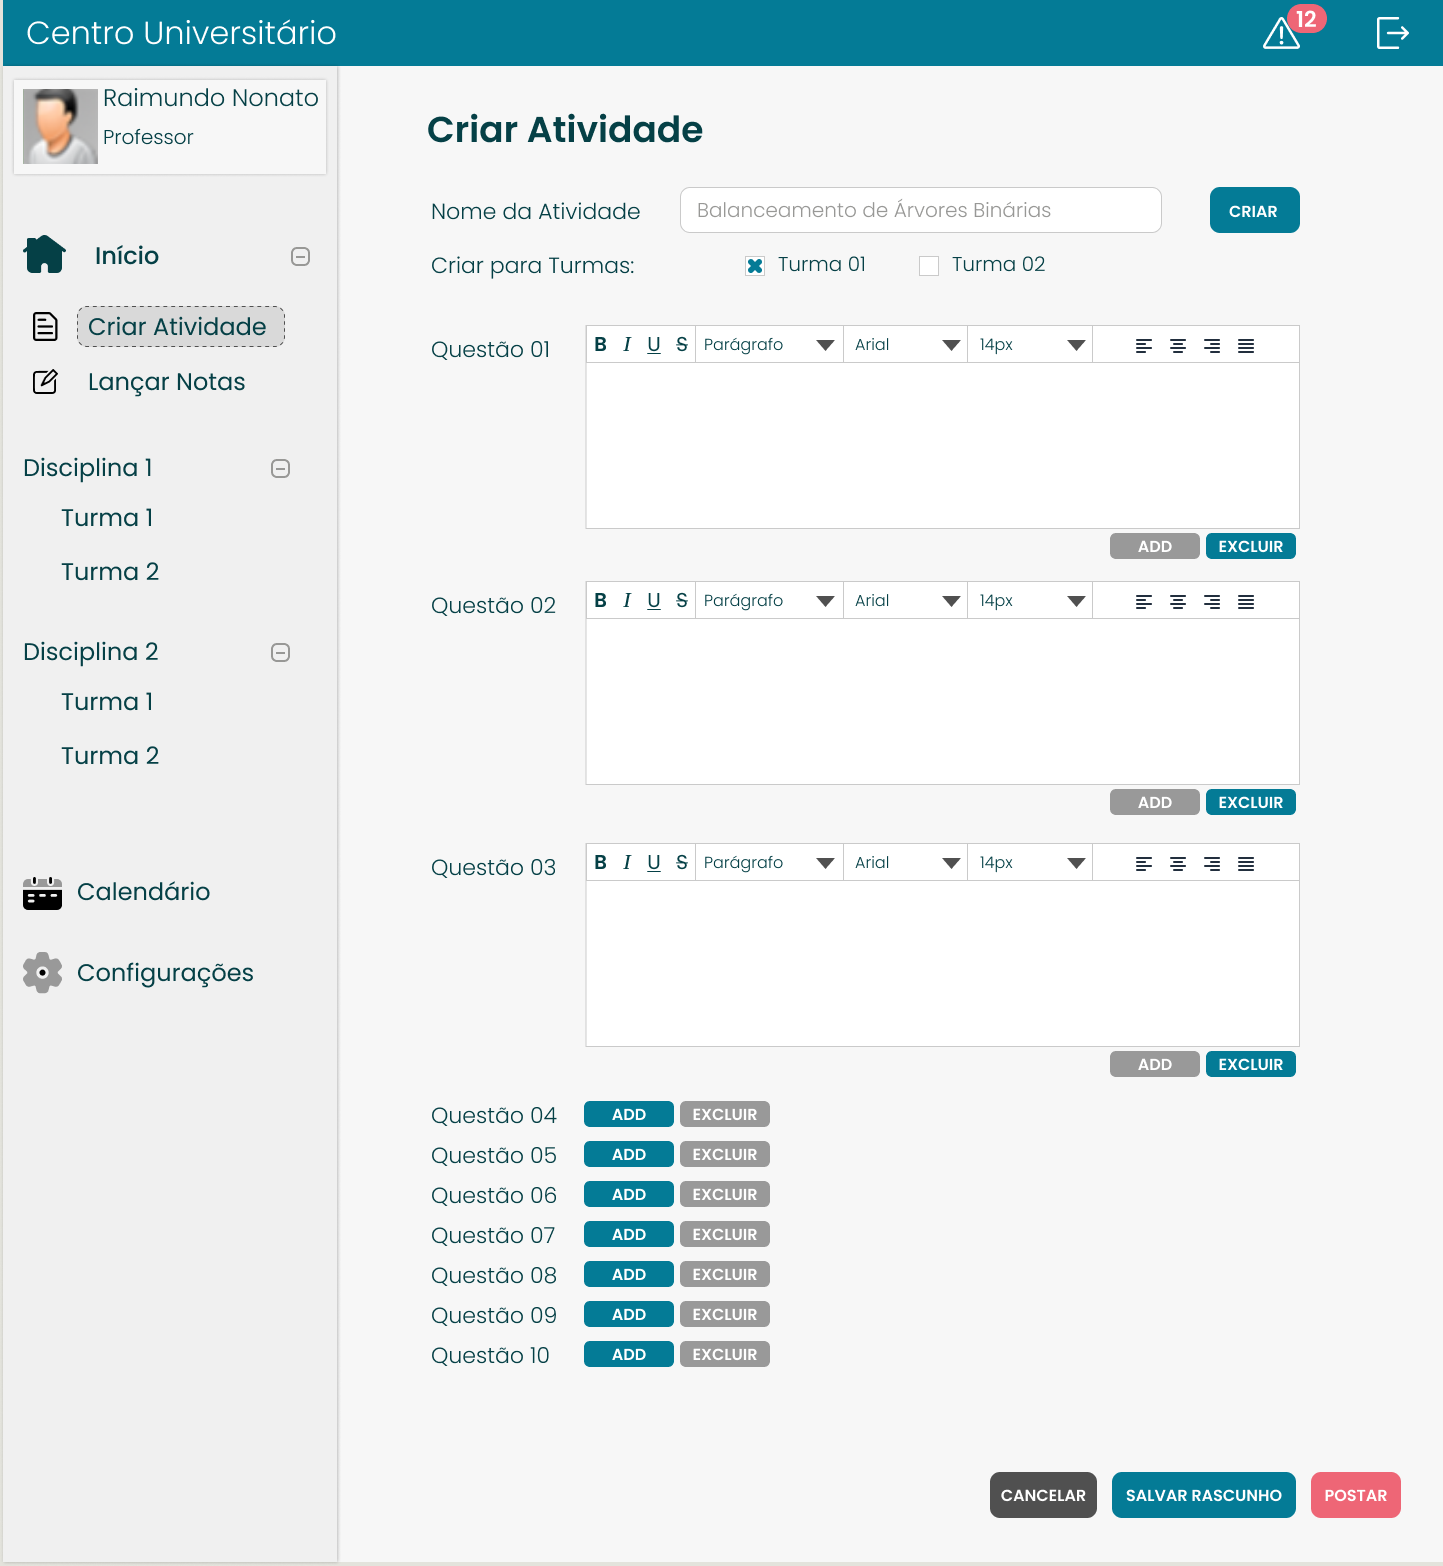 Centro Universitário
12
Raimundo Nonato
Professor
Início
Criar Atividade
Lançar Notas
Disciplina 1
Turma 1
Turma 2
Disciplina 2
Turma 1
Turma 2
Calendário
Configurações
Criar Atividade
Nome da Atividade Balanceamento de Árvores Binárias CRIAR
Criar para Turmas: Turma 01 Turma 02
Questão 01 B I U S Parágrafo Arial 14px
ADD EXCLUIR
Questão 02 B I U S Parágrafo Arial 14px
ADD EXCLUIR
Questão 03 B I U S Parágrafo Arial 14px
ADD EXCLUIR
Questão 04 ADD EXCLUIR
Questão 05 ADD EXCLUIR
Questão 06 ADD EXCLUIR
Questão 07 ADD EXCLUIR
Questão 08 ADD EXCLUIR
Questão 09 ADD EXCLUIR
Questão 10 ADD EXCLUIR
CANCELAR SALVAR RASCUNHO POSTAR